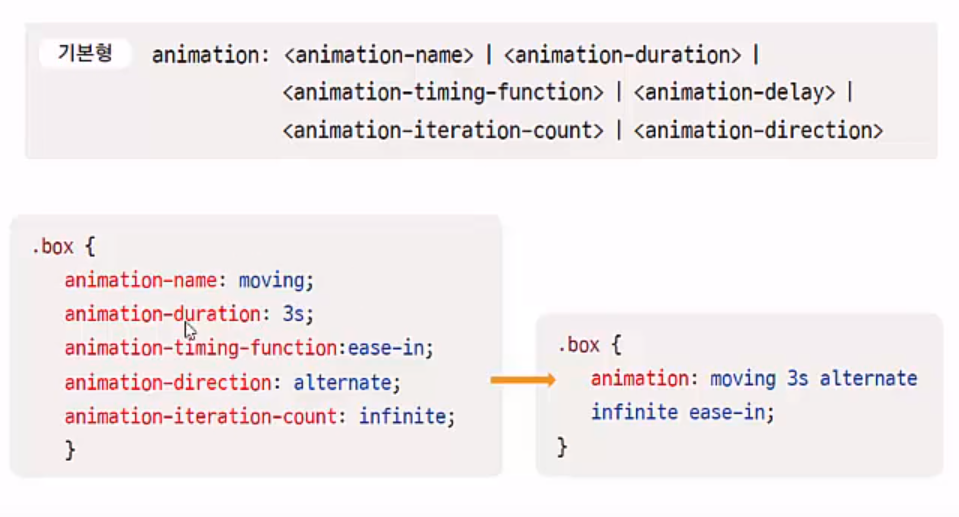 기본형 animation: <animation-name> | <animation-duration> |
<animation-timing-function> | <animation-delay> |
<animation-iteration-count> | <animation-direction>
.box {
animation-name: moving;
animation-duration: 3s;
animation-timing-function:ease-in;
animation-direction: alternate;
animation-iteration-count: infinite;
}
.box {
animation: moving 3s alternate
infinite ease-in;
}